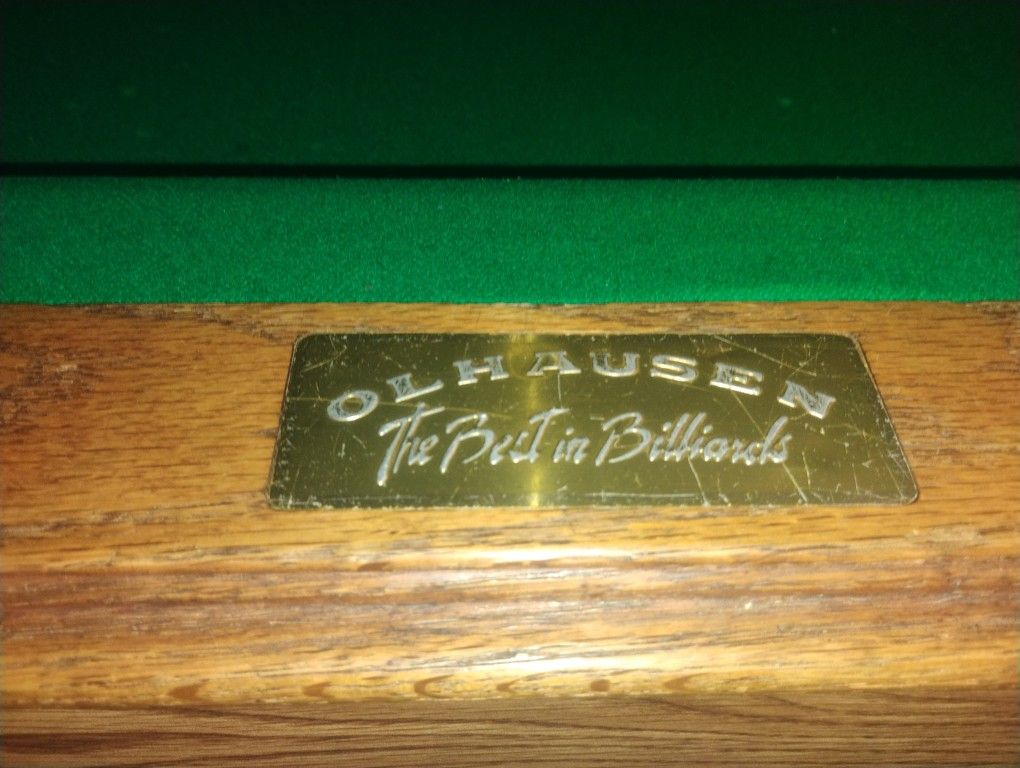 OLHAUSEN
The Best in Billiards